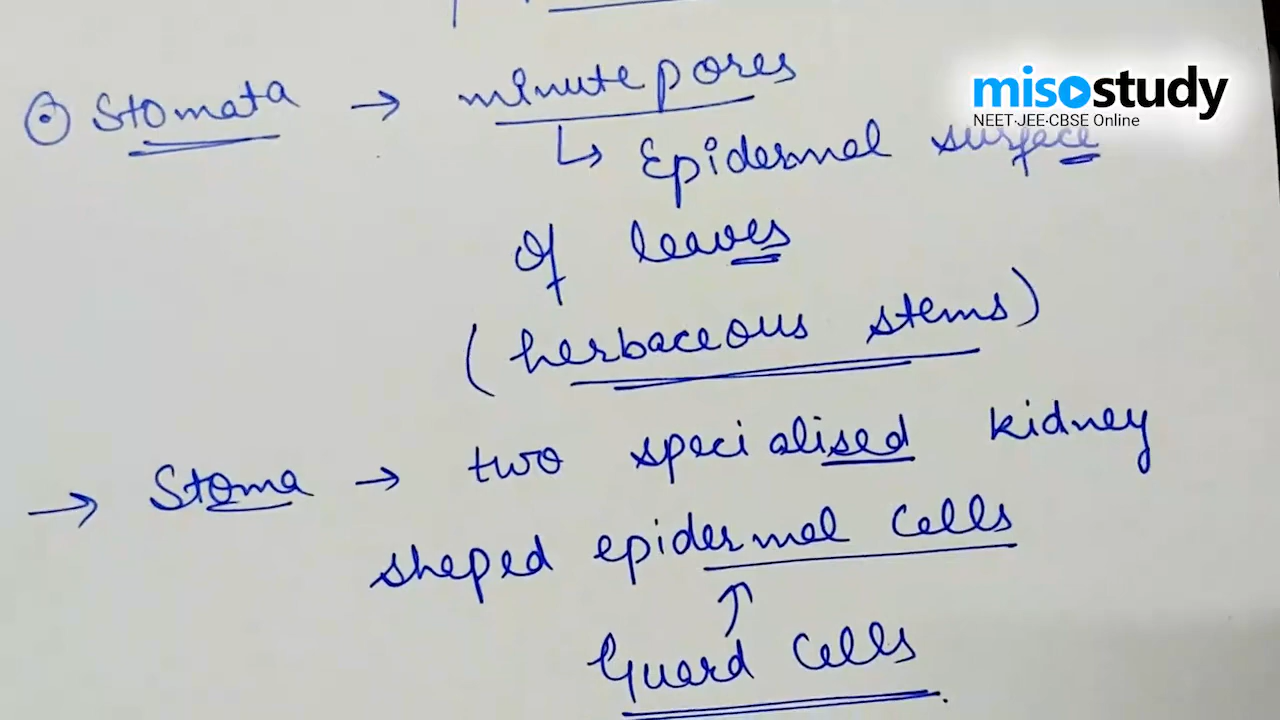 misostudy
NEET·JEE·CBSE Online
⊙ Stomata → minute pores
↳ Epidermal surface
of leaves
(herbaceous stems)
→ Stoma → two specialised kidney
shaped epidermal cells
↑
Guard cells.